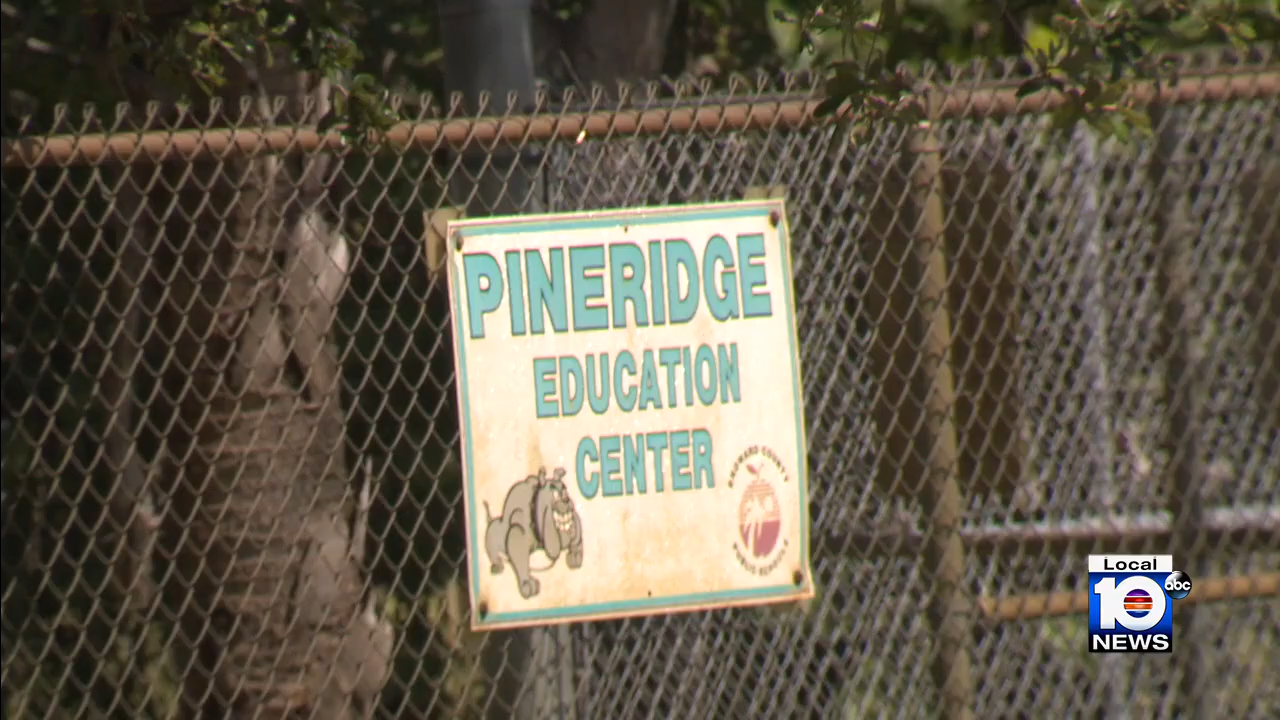 PINERIDGE
EDUCATION
CENTER
BROWARD COUNTY
PUBLIC SCHOOLS
Local
10 abc
NEWS